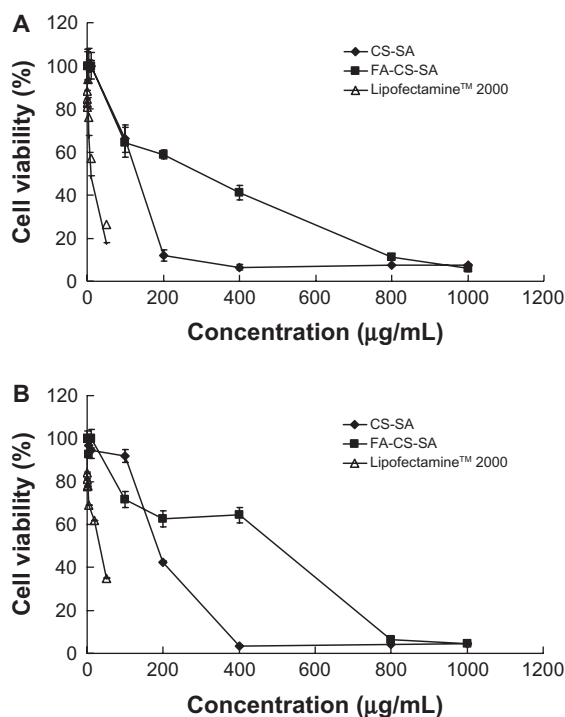 A
120
100
80
60
40
20
0
Cell viability (%)
CS-SA
FA-CS-SA
Lipofectamine™ 2000
0 200 400 600 800 1000 1200
Concentration (µg/mL)
B
120
100
80
60
40
20
0
Cell viability (%)
CS-SA
FA-CS-SA
Lipofectamine™ 2000
0 200 400 600 800 1000 1200
Concentration (µg/mL)